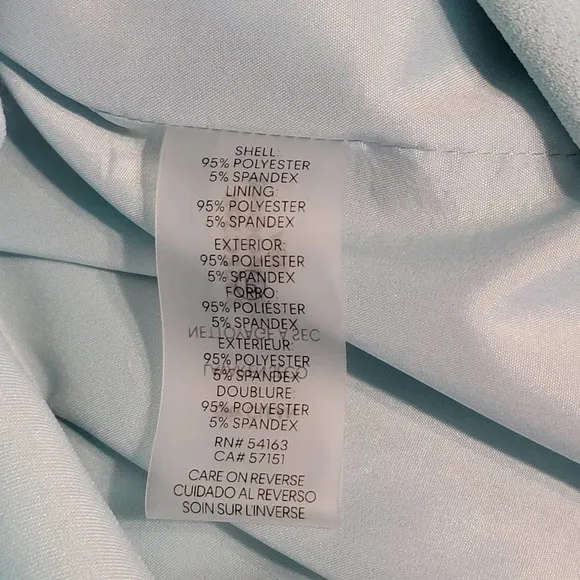 SHELL:
95% POLYESTER
5% SPANDEX
LINING:
95% POLYESTER
5% SPANDEX
EXTERIOR:
95% POLIÉSTER
5% SPANDEX
FORRO:
95% POLIÉSTER
5% SPANDEX
NETTOYAGE A SEC
EXTÉRIEUR:
95% POLYESTER
5% SPANDEX
DOUBLURE:
95% POLYESTER
5% SPANDEX
RN# 54163
CA# 57151
CARE ON REVERSE
CUIDADO AL REVERSO
SOIN SUR L'INVERSE